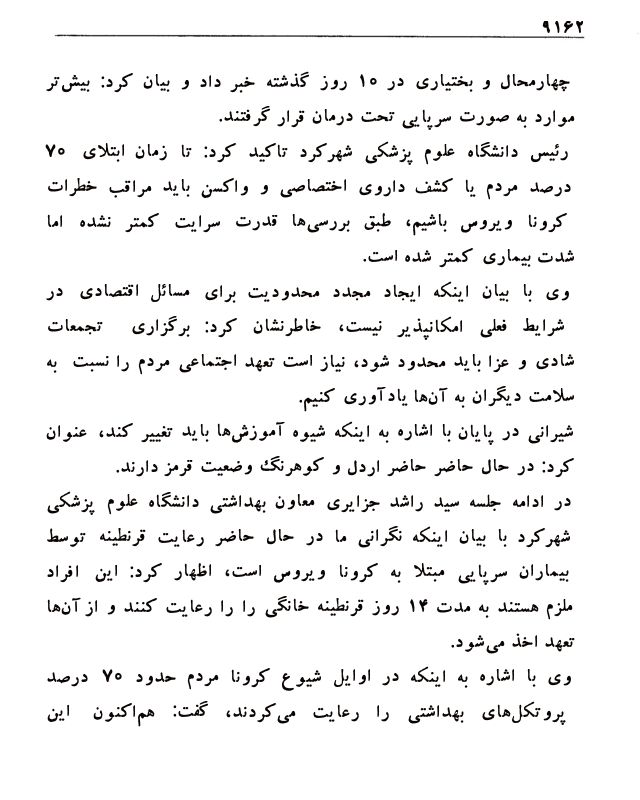 ۹۱۶۲
چهارمحال و بختیاری در ۱۰ روز گذشته خبر داد و بیان کرد: بیش‌تر
موارد به صورت سرپایی تحت درمان قرار گرفتند.
رئیس دانشگاه علوم پزشکی شهرکرد تاکید کرد: تا زمان ابتلای ۷۰
درصد مردم یا کشف داروی اختصاصی و واکسن باید مراقب خطرات
کرونا ویروس باشیم، طبق بررسی‌ها قدرت سرایت کمتر نشده اما
شدت بیماری کمتر شده است.
وی با بیان اینکه ایجاد مجدد محدودیت برای مسائل اقتصادی در
شرایط فعلی امکانپذیر نیست، خاطرنشان کرد: برگزاری تجمعات
شادی و عزا باید محدود شود، نیاز است تعهد اجتماعی مردم را نسبت به
سلامت دیگران به آن‌ها یادآوری کنیم.
شیرانی در پایان با اشاره به اینکه شیوه آموزش‌ها باید تغییر کند، عنوان
کرد: در حال حاضر حاضر اردل و کوهرنگ وضعیت قرمز دارند.
در ادامه جلسه سید راشد جزایری معاون بهداشتی دانشگاه علوم پزشکی
شهرکرد با بیان اینکه نگرانی ما در حال حاضر رعایت قرنطینه توسط
بیماران سرپایی مبتلا به کرونا ویروس است، اظهار کرد: این افراد
ملزم هستند به مدت ۱۴ روز قرنطینه خانگی را را رعایت کنند و از آن‌ها
تعهد اخذ می‌شود.
وی با اشاره به اینکه در اوایل شیوع کرونا مردم حدود ۷۰ درصد
پروتکل‌های بهداشتی را رعایت می‌کردند، گفت: هم‌اکنون این